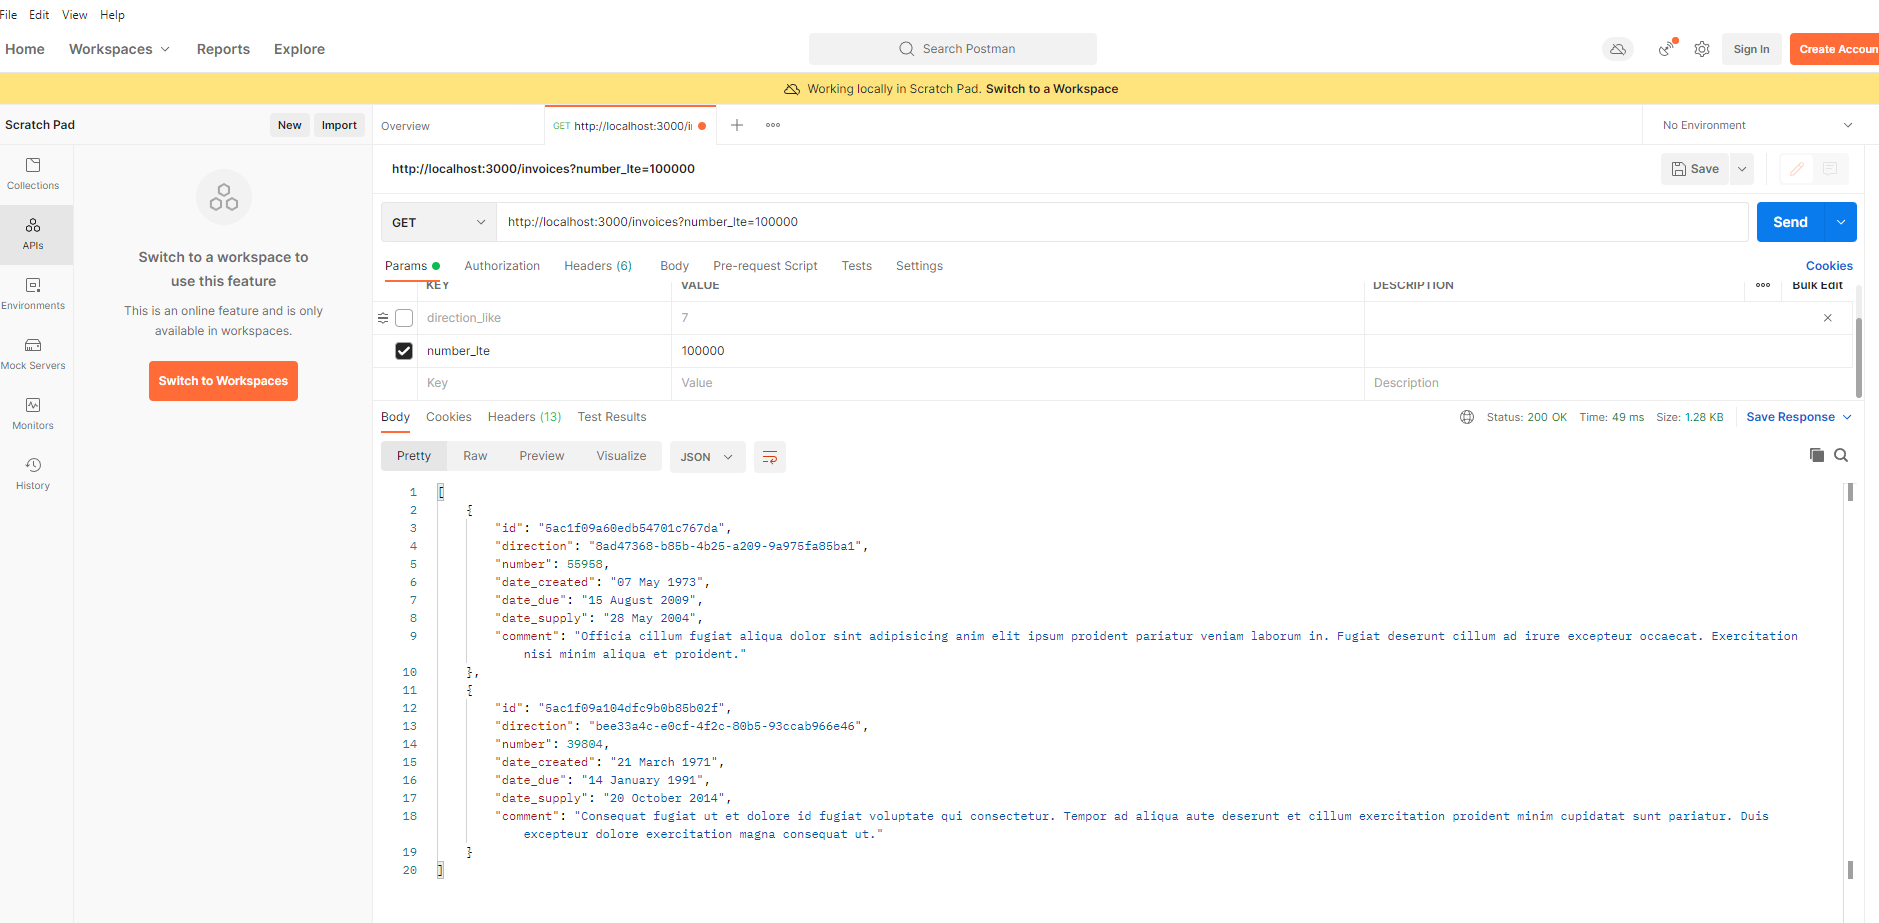 File Edit View Help
Home Workspaces Reports Explore Search Postman Sign In Create Accoun
Working locally in Scratch Pad. Switch to a Workspace
Scratch Pad New Import Overview GET http://localhost:3000/i No Environment
http://localhost:3000/invoices?number_lte=100000 Save
Collections
GET http://localhost:3000/invoices?number_lte=100000 Send
APIs
Switch to a workspace to
use this feature
This is an online feature and is only
available in workspaces.
Switch to Workspaces
Environments
Mock Servers
Monitors
History
Params Authorization Headers (6) Body Pre-request Script Tests Settings Cookies
KEY VALUE DESCRIPTION Bulk Edit
direction_like 7
number_lte 100000
Key Value Description
Body Cookies Headers (13) Test Results Status: 200 OK Time: 49 ms Size: 1.28 KB Save Response
Pretty Raw Preview Visualize JSON
1 [
2 {
3 "id": "5ac1f09a60edb54701c767da",
4 "direction": "8ad47368-b85b-4b25-a209-9a975fa85ba1",
5 "number": 55958,
6 "date_created": "07 May 1973",
7 "date_due": "15 August 2009",
8 "date_supply": "28 May 2004",
9 "comment": "Officia cillum fugiat aliqua dolor sint adipisicing anim elit ipsum proident pariatur veniam laborum in. Fugiat deserunt cillum ad irure excepteur occaecat. Exercitation
nisi minim aliqua et proident."
10 },
11 {
12 "id": "5ac1f09a104dfc9b0b85b02f",
13 "direction": "bee33a4c-e0cf-4f2c-80b5-93ccab966e46",
14 "number": 39804,
15 "date_created": "21 March 1971",
16 "date_due": "14 January 1991",
17 "date_supply": "20 October 2014",
18 "comment": "Consequat fugiat ut et dolore id fugiat voluptate qui consectetur. Tempor ad aliqua aute deserunt et cillum exercitation proident minim cupidatat sunt pariatur. Duis
excepteur dolore exercitation magna consequat ut."
19 }
20 ]